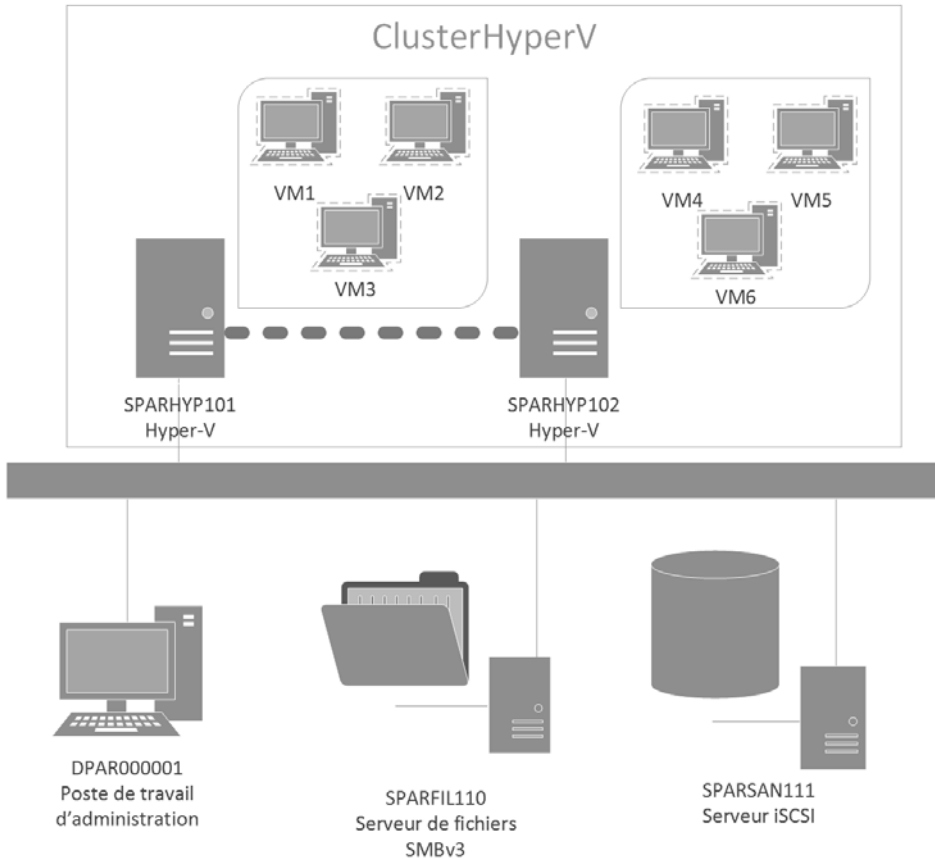 ClusterHyperV
VM1
VM2
VM3
VM4
VM5
VM6
SPARHYP101
Hyper-V
SPARHYP102
Hyper-V
DPAR000001
Poste de travail
d'administration
SPARFIL110
Serveur de fichiers
SMBv3
SPARSAN111
Serveur iSCSI